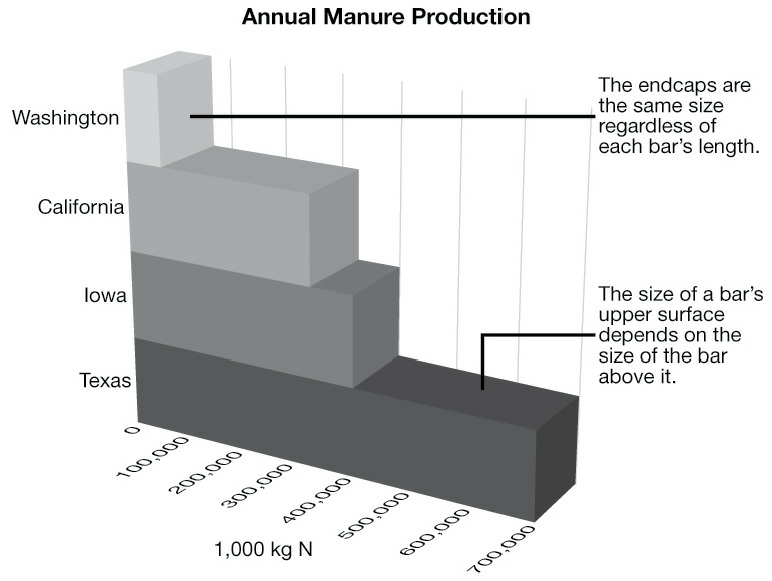 Annual Manure Production
Washington
California
Iowa
Texas
The endcaps are
the same size
regardless of
each bar's length.
The size of a bar's
upper surface
depends on the
size of the bar
above it.
0
100,000
200,000
300,000
400,000
500,000
600,000
700,000
1,000 kg N